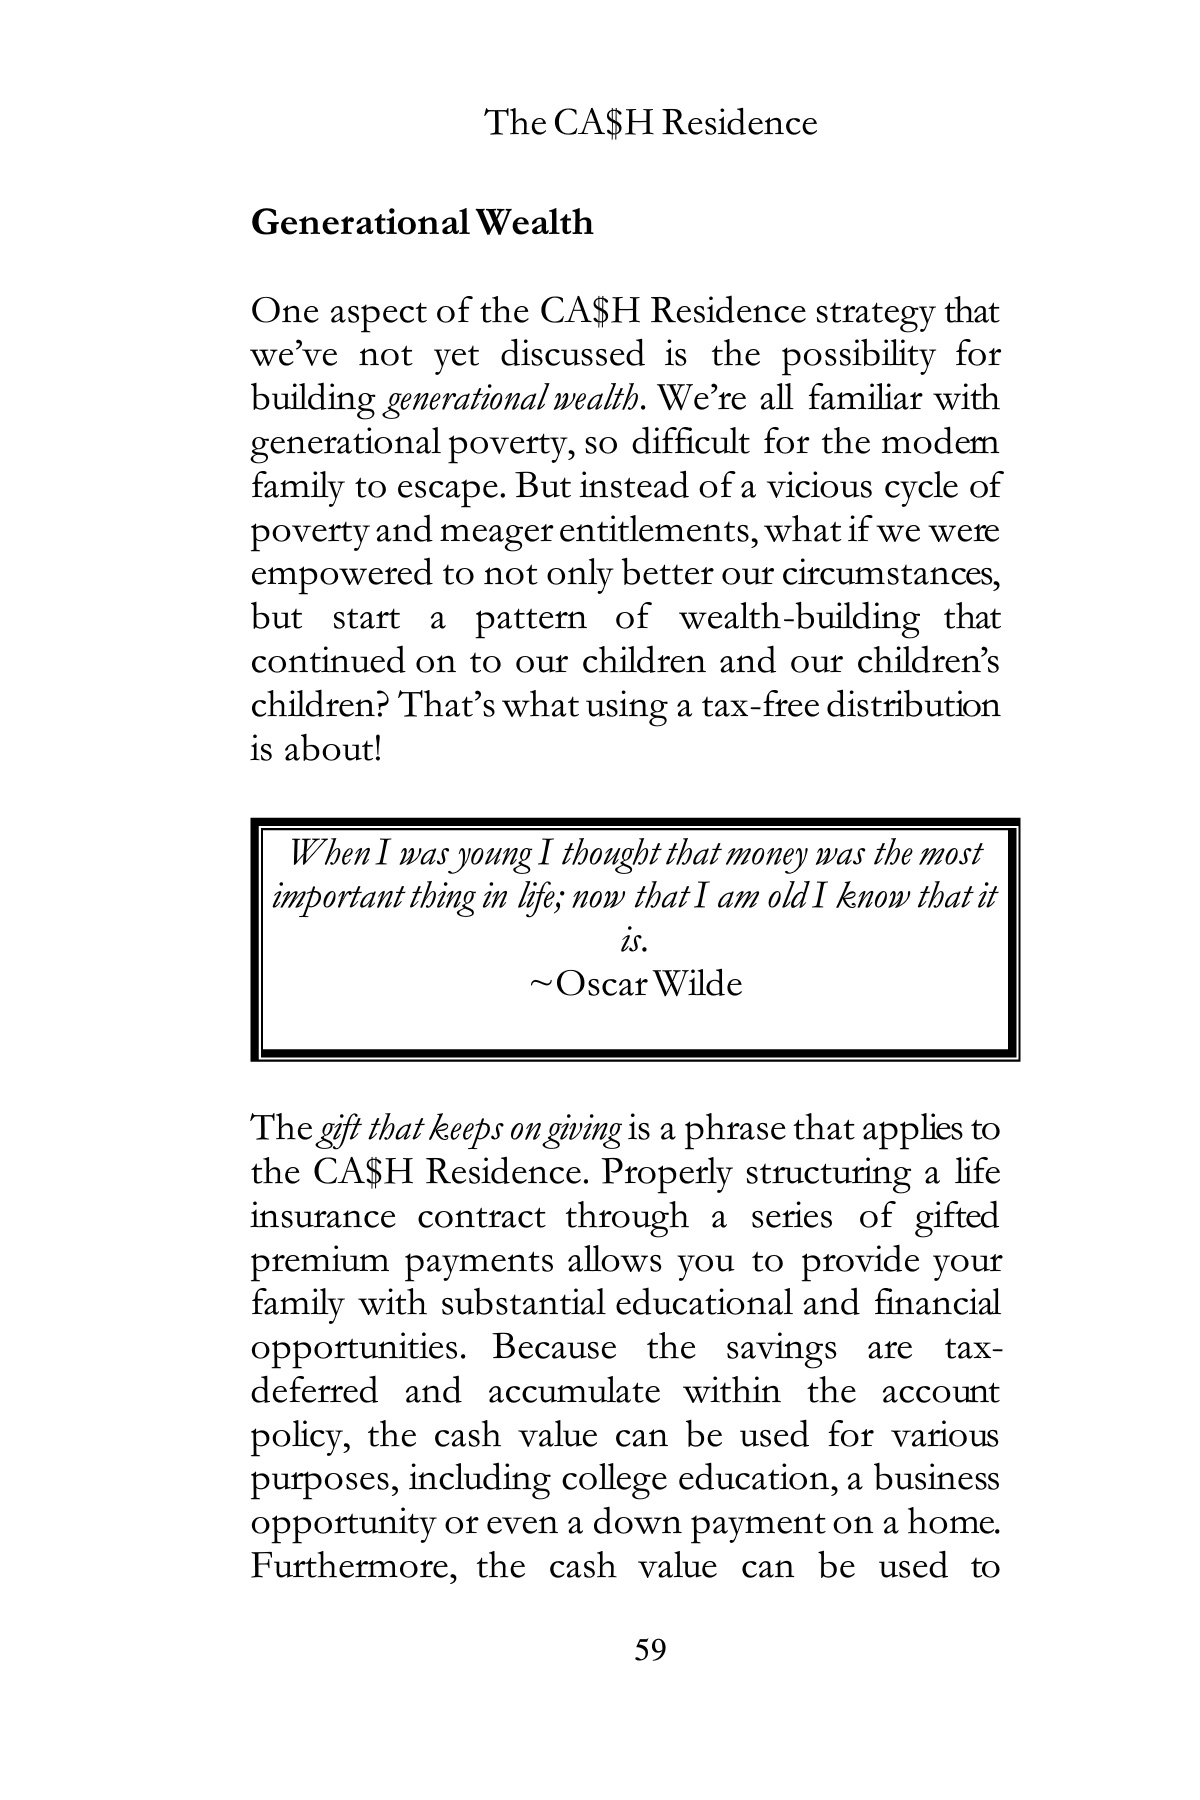 The CA$H Residence
Generational Wealth
One aspect of the CA$H Residence strategy that
we’ve not yet discussed is the possibility for
building generational wealth. We’re all familiar with
generational poverty, so difficult for the modern
family to escape. But instead of a vicious cycle of
poverty and meager entitlements, what if we were
empowered to not only better our circumstances,
but start a pattern of wealth-building that
continued on to our children and our children’s
children? That’s what using a tax-free distribution
is about!
When I was young I thought that money was the most
important thing in life; now that I am old I know that it
is.
~Oscar Wilde
The gift that keeps on giving is a phrase that applies to
the CA$H Residence. Properly structuring a life
insurance contract through a series of gifted
premium payments allows you to provide your
family with substantial educational and financial
opportunities. Because the savings are tax-
deferred and accumulate within the account
policy, the cash value can be used for various
purposes, including college education, a business
opportunity or even a down payment on a home.
Furthermore, the cash value can be used to
59